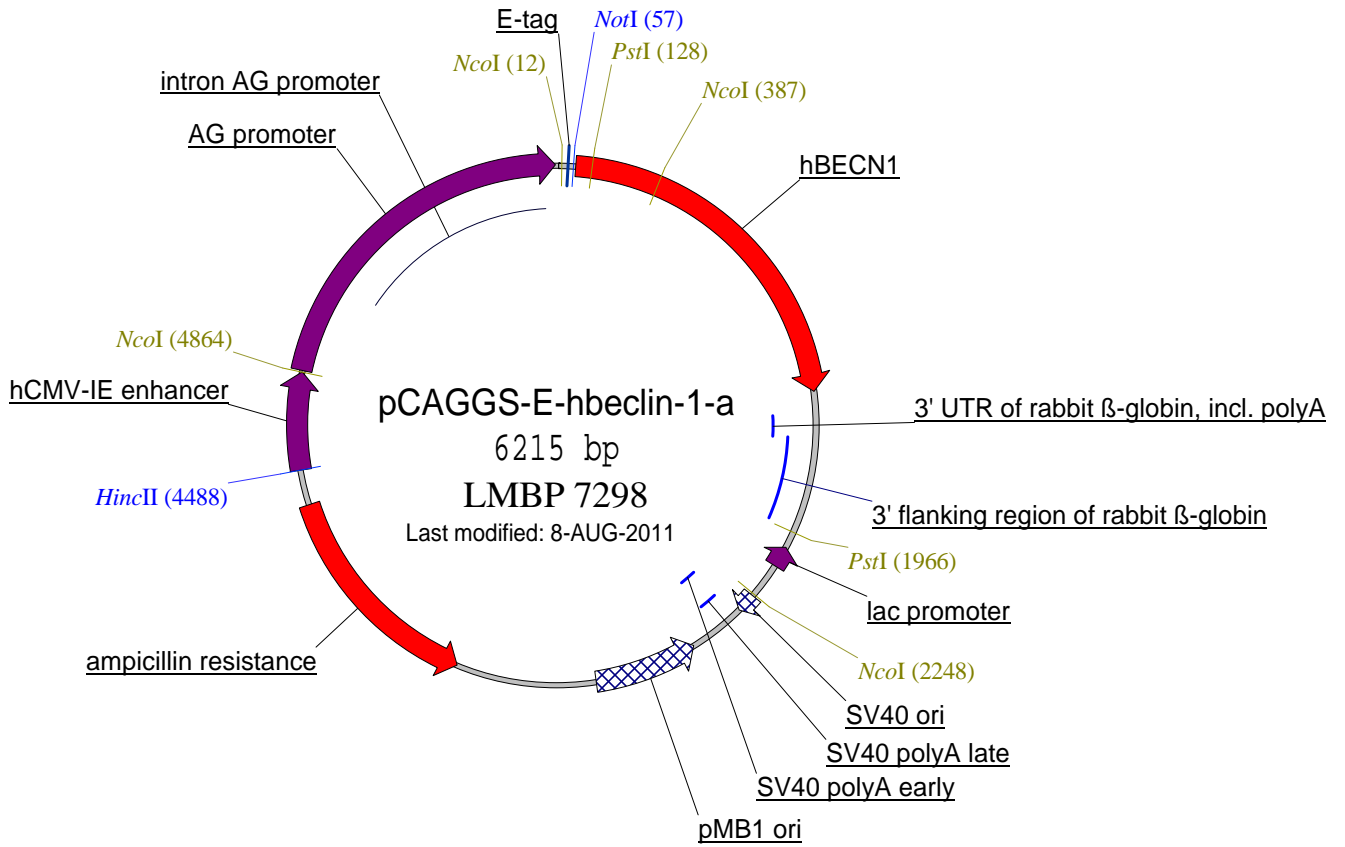 E-tag
NotI (57)
NcoI (12)
PstI (128)
intron AG promoter
NcoI (387)
AG promoter
hBECN1
NcoI (4864)
hCMV-IE enhancer
pCAGGS-E-hbeclin-1-a
3' UTR of rabbit ß-globin, incl. polyA
6215 bp
HincII (4488)
LMBP 7298
3' flanking region of rabbit ß-globin
Last modified: 8-AUG-2011
PstI (1966)
lac promoter
ampicillin resistance
NcoI (2248)
SV40 ori
SV40 polyA late
SV40 polyA early
pMB1 ori